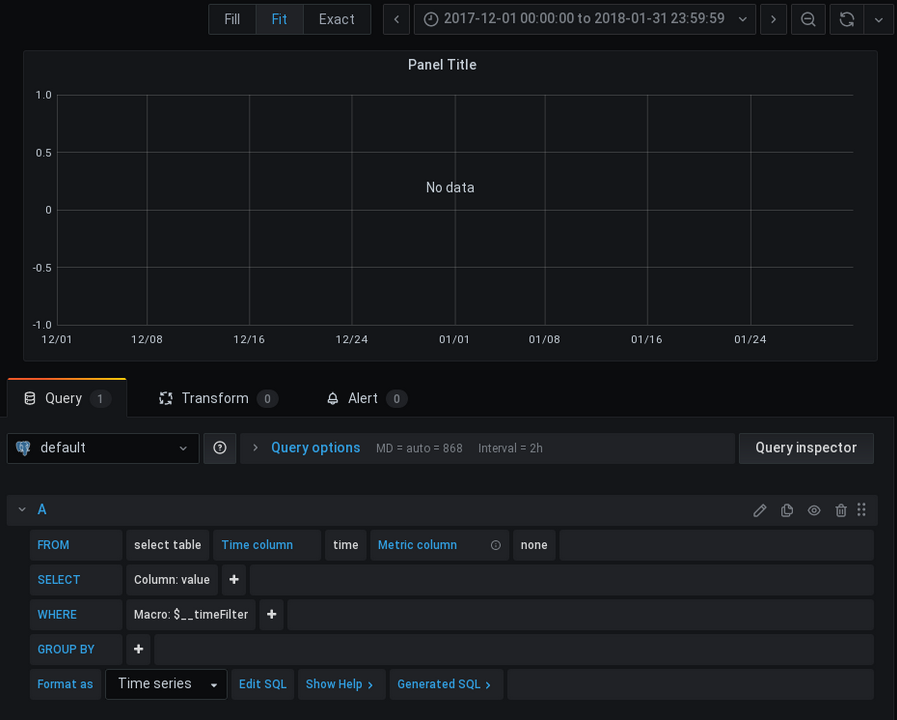 Fill Fit Exact 2017-12-01 00:00:00 to 2018-01-31 23:59:59
Panel Title
1.0
0.5
No data
0
-0.5
-1.0
12/01 12/08 12/16 12/24 01/01 01/08 01/16 01/24
Query 1 Transform 0 Alert 0
default Query options MD = auto = 868 Interval = 2h Query inspector
A
FROM select table Time column time Metric column none
SELECT Column: value +
WHERE Macro: $__timeFilter +
GROUP BY +
Format as Time series Edit SQL Show Help > Generated SQL >